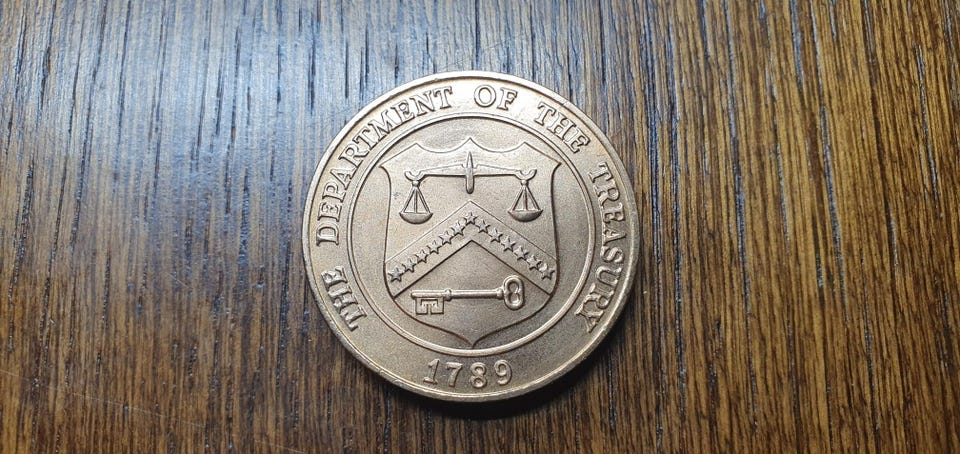 THE DEPARTMENT OF THE TREASURY
1789